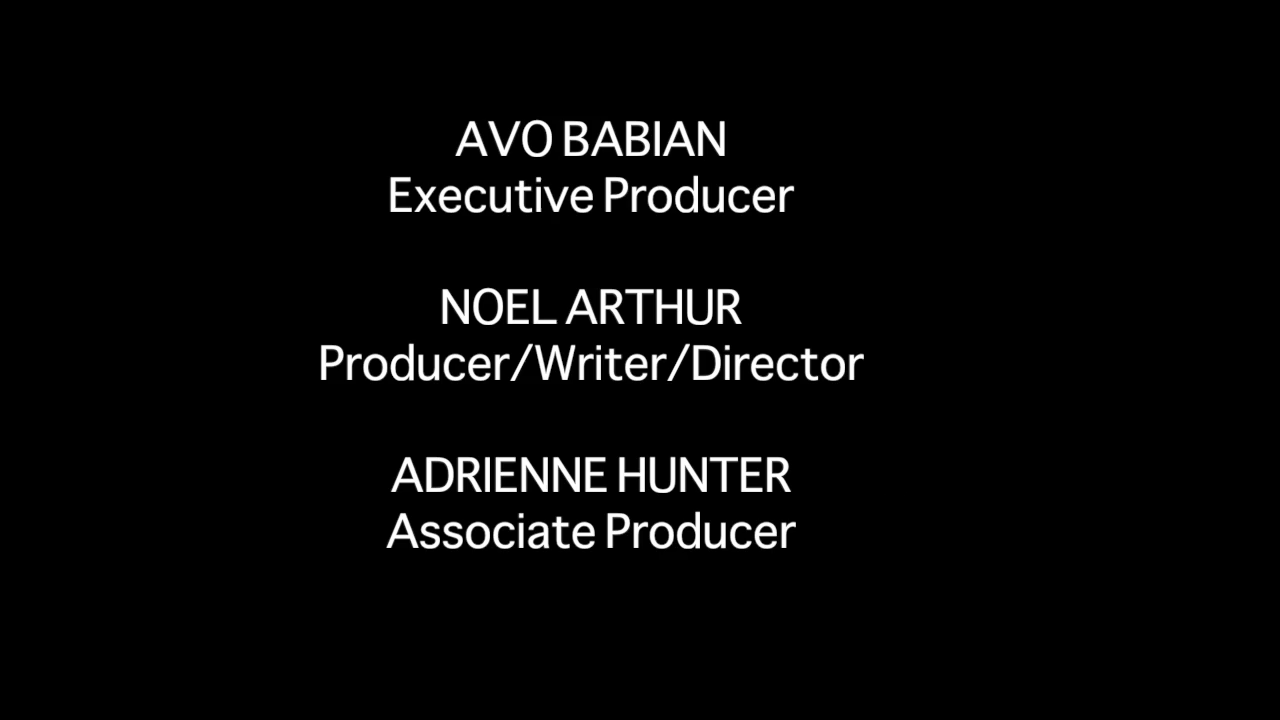 AVO BABIAN
Executive Producer
NOEL ARTHUR
Producer/Writer/Director
ADRIENNE HUNTER
Associate Producer